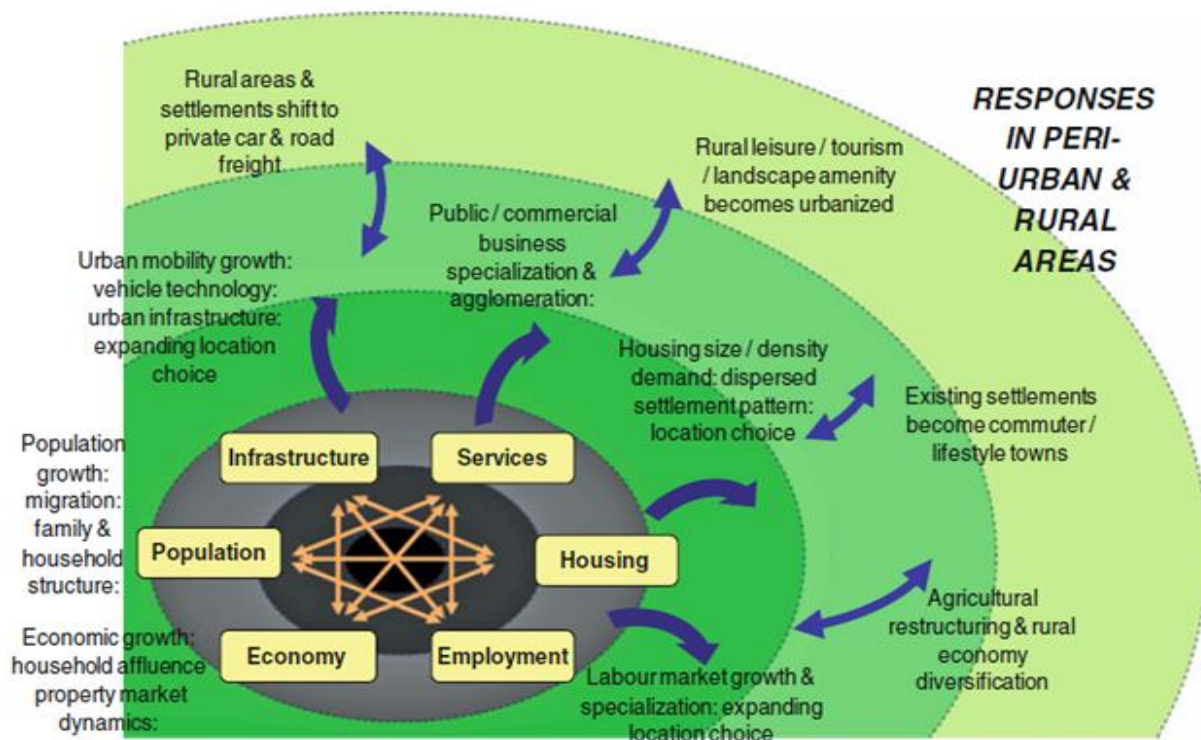 Rural areas &
settlements shift to
private car & road
freight
RESPONSES
IN PERI-
URBAN &
RURAL
AREAS
Rural leisure / tourism
/ landscape amenity
becomes urbanized
Public / commercial
business
specialization &
agglomeration:
Urban mobility growth:
vehicle technology:
urban infrastructure:
expanding location
choice
Housing size / density
demand: dispersed
settlement pattern:
location choice
Existing settlements
become commuter /
lifestyle towns
Population
growth:
migration:
family &
household
structure:
Infrastructure
Services
Population
Housing
Economy
Employment
Economic growth:
household affluence
property market
dynamics:
Labour market growth &
specialization: expanding
location choice
Agricultural
restructuring & rural
economy
diversification